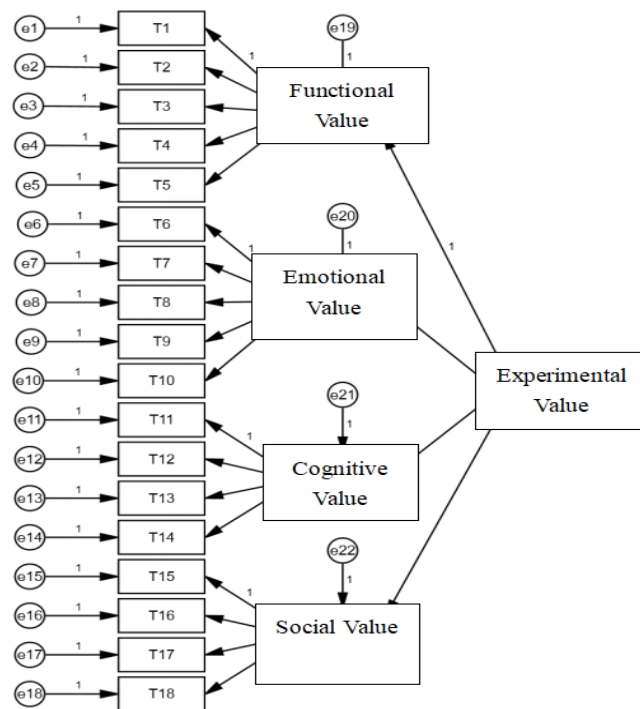 e1 1 T1 1 e19 1
e2 1 T2
Functional
Value
e3 1 T3
e4 1 T4
e5 1 T5
e6 1 T6 1 e20 1
e7 1 T7
Emotional
Value
1
e8 1 T8
e9 1 T9
e10 1 T10
Experimental
Value
e11 1 T11 1 e21 1
e12 1 T12
Cognitive
Value
e13 1 T13
e14 1 T14
e15 1 T15 1 e22 1
e16 1 T16
Social Value
e17 1 T17
e18 1 T18